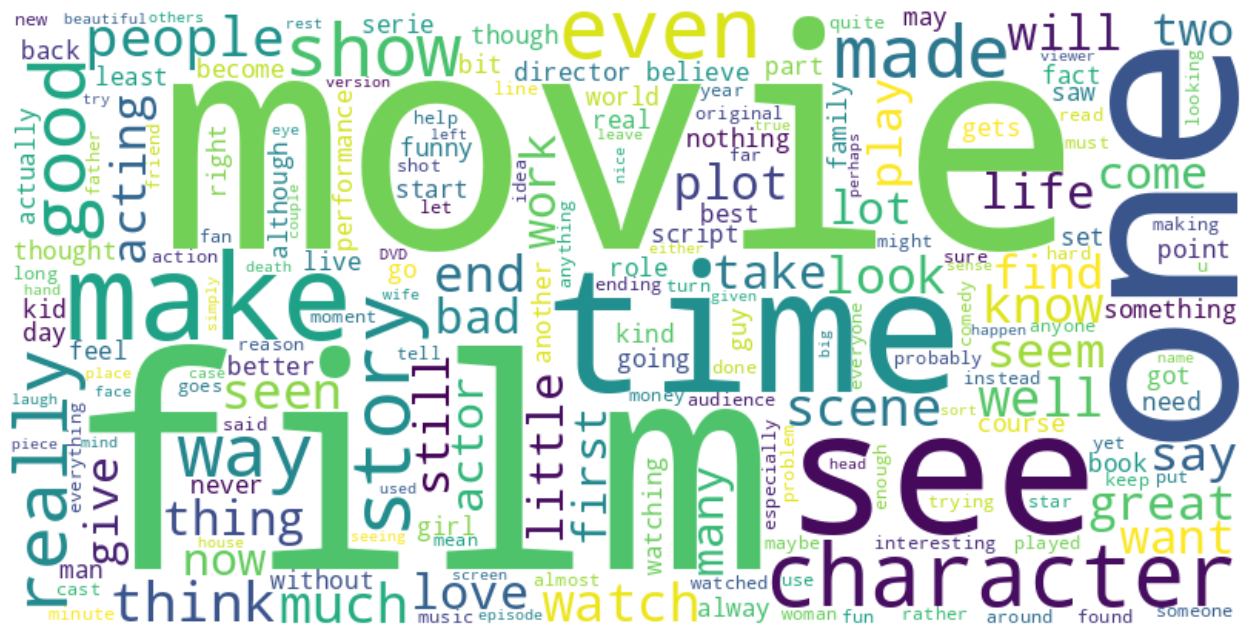 new beautiful others rest serie though even quite may will two
back people show bit director believe part made fact viewer
least become version line world year family saw looking
try good acting movie help left funny real original true play gets read one
actually father friend right eye although couple performance shot start let idea work leave nice nothing far plot best perhaps lot life must come
thought fan action death live DVD go script either might set making point u
long hand kid day make simply moment wife end bad another anything role ending turn given take look sure sense find hard know something
feel reason better tell time kind going guy done big everyone comedy probably happen anyone seem
place face case goes seen story still actor little money audience instead well name got need
laugh really everything piece mind film said way never first scene sort course
give thing used girl mean watching many especially problem see head enough trying star yet book keep put say great
man now house seeing maybe interesting played want
cast minute think without much love screen music episode almost watch watched alway use woman fun character rather around found someone